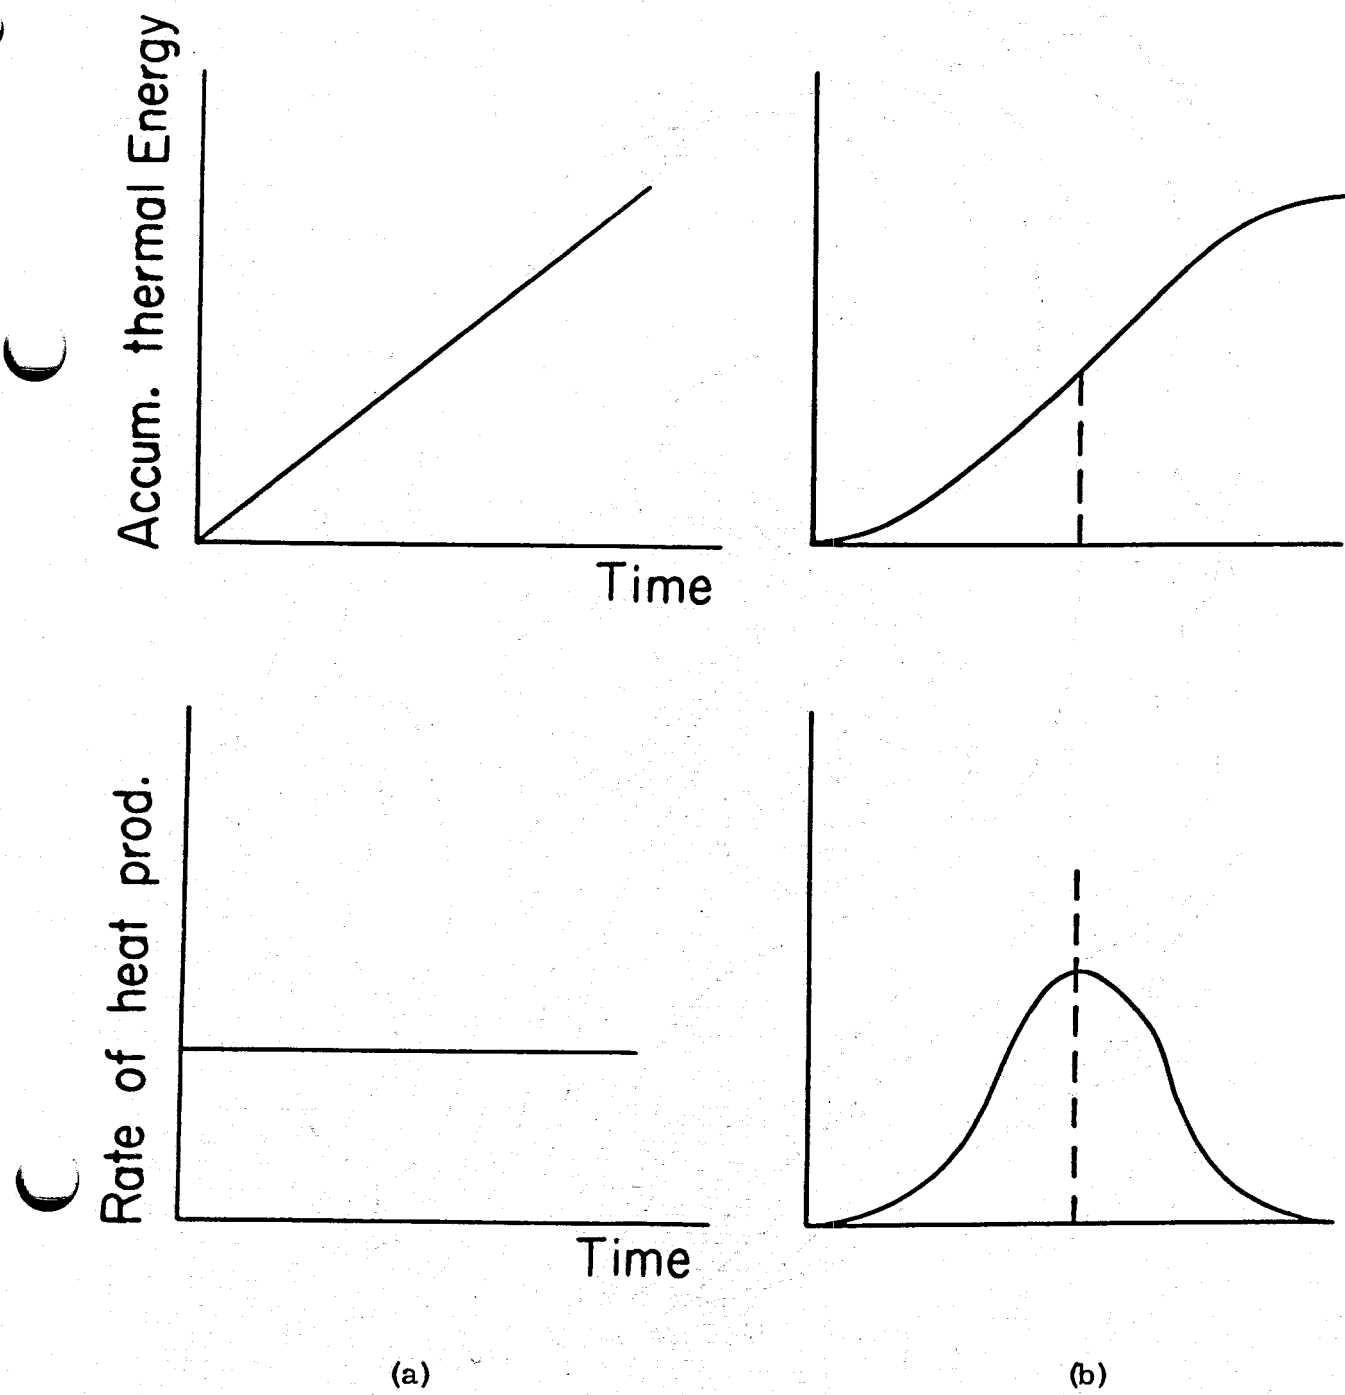 Accum. thermal Energy
Time
Rate of heat prod.
Time
(a)
(b)